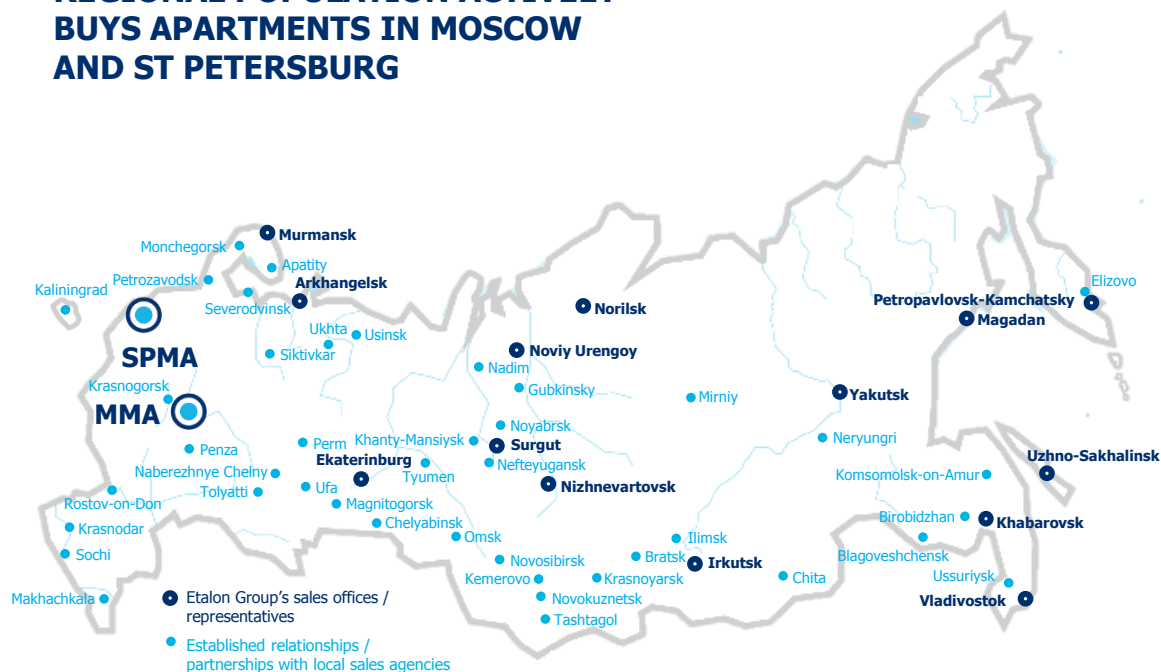 REGIONAL POPULATION ACTIVELY
BUYS APARTMENTS IN MOSCOW
AND ST PETERSBURG
Murmansk
Monchegorsk
Apatity
Petrozavodsk
Arkhangelsk
Kaliningrad
Severodvinsk
Elizovo
Petropavlovsk-Kamchatsky
Norilsk
Magadan
Ukhta
Usinsk
SPMA
Siktivkar
Noviy Urengoy
Nadim
Krasnogorsk
Gubkinsky
Mirniy
Yakutsk
MMA
Noyabrsk
Perm
Khanty-Mansiysk
Surgut
Neryungri
Penza
Ekaterinburg
Nefteyugansk
Uzhno-Sakhalinsk
Naberezhnye Chelny
Tyumen
Komsomolsk-on-Amur
Tolyatti
Ufa
Nizhnevartovsk
Rostov-on-Don
Magnitogorsk
Birobidzhan
Krasnodar
Chelyabinsk
Khabarovsk
Omsk
Ilimsk
Sochi
Novosibirsk
Bratsk
Irkutsk
Blagoveshchensk
Kemerovo
Krasnoyarsk
Chita
Ussuriysk
Makhachkala
Novokuznetsk
Vladivostok
Tashtagol
Etalon Group's sales offices /
representatives
Established relationships /
partnerships with local sales agencies